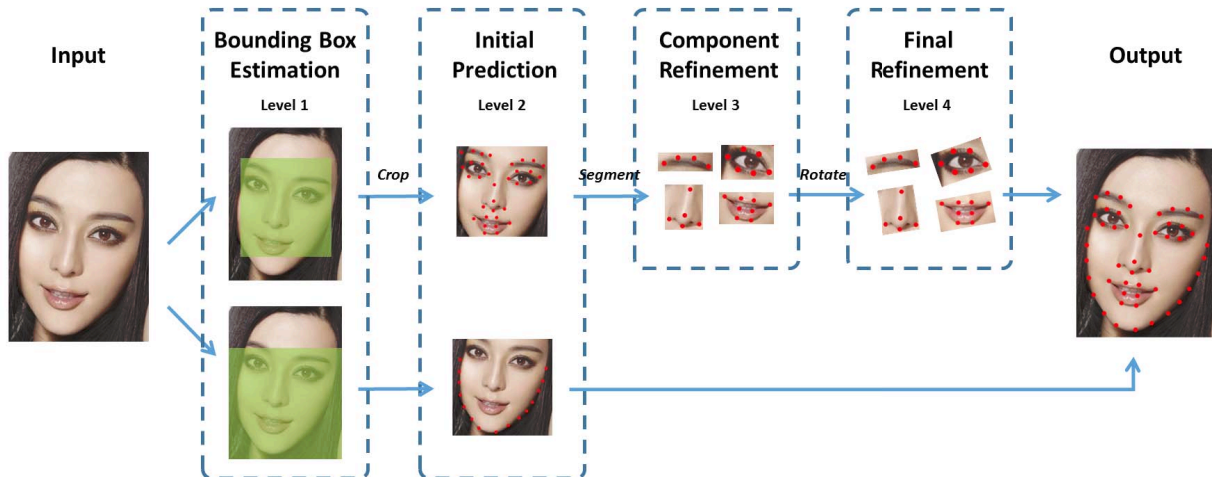 Input
Bounding Box
Estimation
Level 1
Crop
Initial
Prediction
Level 2
Segment
Component
Refinement
Level 3
Rotate
Final
Refinement
Level 4
Output